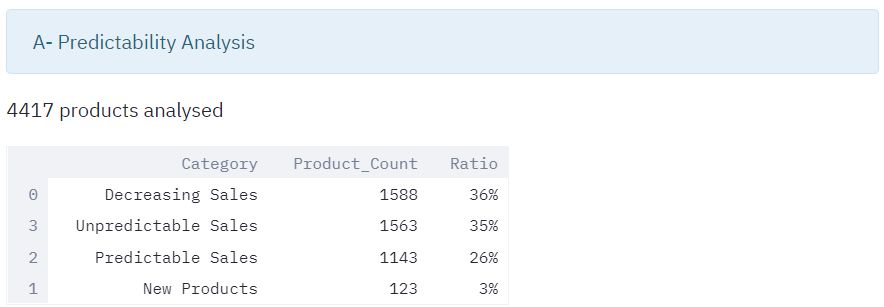 A- Predictability Analysis
4417 products analysed
Category Product_Count Ratio
0 Decreasing Sales 1588 36%
3 Unpredictable Sales 1563 35%
2 Predictable Sales 1143 26%
1 New Products 123 3%